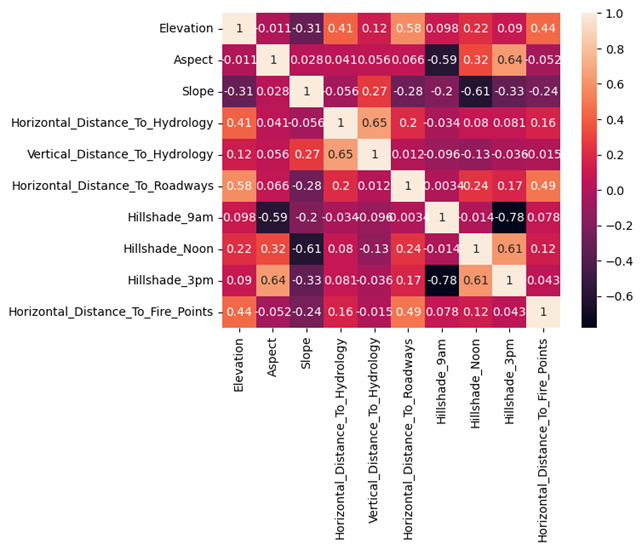 Elevation 1 -0.011 -0.31 0.41 0.12 0.58 0.098 0.22 0.09 0.44
Aspect -0.011 1 0.028 0.041 0.056 0.066 -0.59 0.32 0.64 -0.052
Slope -0.31 0.028 1 -0.056 0.27 -0.28 -0.2 -0.61 -0.33 -0.24
Horizontal_Distance_To_Hydrology 0.41 0.041 -0.056 1 0.65 0.2 -0.034 0.08 0.081 0.16
Vertical_Distance_To_Hydrology 0.12 0.056 0.27 0.65 1 0.012 -0.096 -0.13 -0.036 -0.015
Horizontal_Distance_To_Roadways 0.58 0.066 -0.28 0.2 0.012 1 0.0034 0.24 0.17 0.49
Hillshade_9am 0.098 -0.59 -0.2 -0.034 -0.096 0.0034 1 -0.014 -0.78 0.078
Hillshade_Noon 0.22 0.32 -0.61 0.08 -0.13 0.24 -0.014 1 0.61 0.12
Hillshade_3pm 0.09 0.64 -0.33 0.081 -0.036 0.17 -0.78 0.61 1 0.043
Horizontal_Distance_To_Fire_Points 0.44 -0.052 -0.24 0.16 -0.015 0.49 0.078 0.12 0.043 1
Elevation
Aspect
Slope
Horizontal_Distance_To_Hydrology
Vertical_Distance_To_Hydrology
Horizontal_Distance_To_Roadways
Hillshade_9am
Hillshade_Noon
Hillshade_3pm
Horizontal_Distance_To_Fire_Points
1.0
0.8
0.6
0.4
0.2
0.0
−0.2
−0.4
−0.6